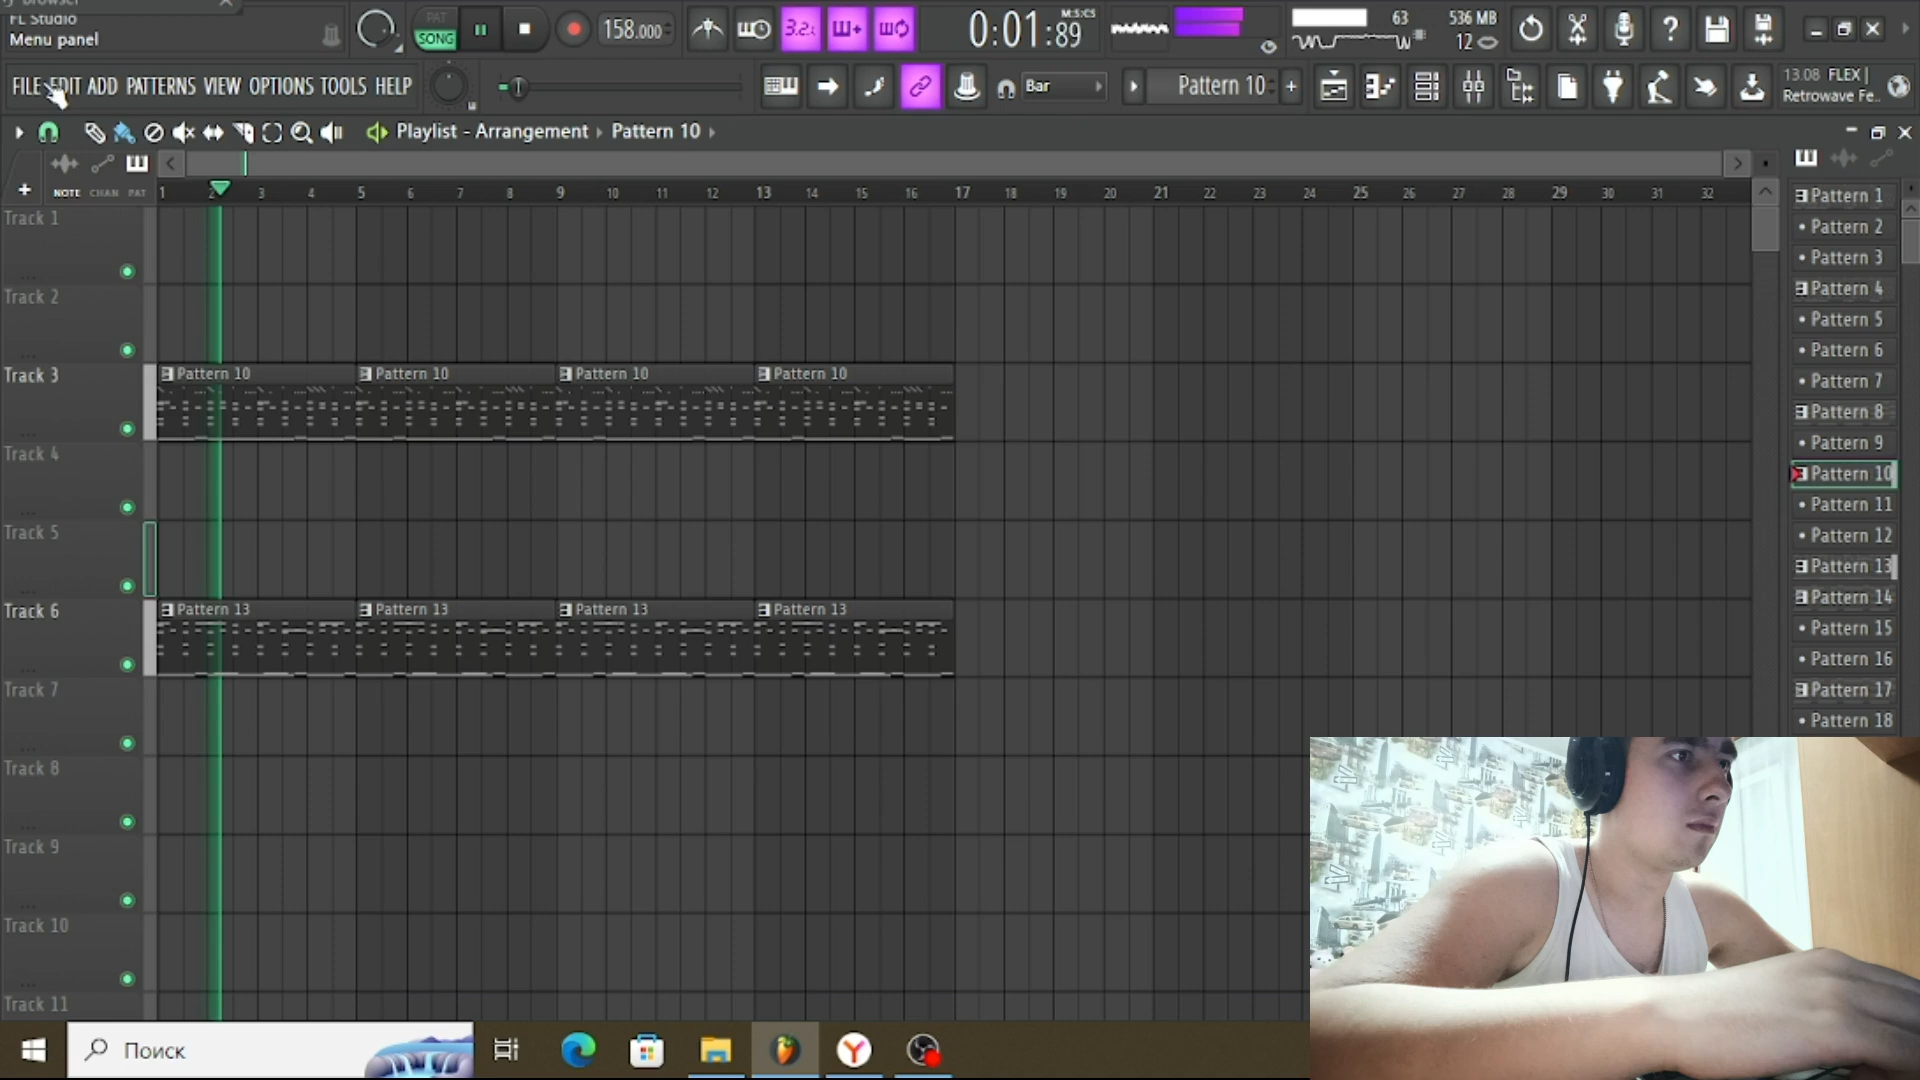 Browser
FL Studio
Menu panel
PAT
SONG
158.000
3.2.
0:01:89
M:S:CS
63
536 MB
12
FILE EDIT ADD PATTERNS VIEW OPTIONS TOOLS HELP
Bar
Pattern 10
+
13.08 FLEX |
Retrowave Fe..
Playlist - Arrangement › Pattern 10 ›
NOTE CHAN PAT
1 2 3 4 5 6 7 8 9 10 11 12 13 14 15 16 17 18 19 20 21 22 23 24 25 26 27 28 29 30 31 32
Track 1
Track 2
Track 3
Pattern 10 Pattern 10 Pattern 10 Pattern 10
Track 4
Track 5
Track 6
Pattern 13 Pattern 13 Pattern 13 Pattern 13
Track 7
Track 8
Track 9
Track 10
Track 11
Pattern 1
Pattern 2
Pattern 3
Pattern 4
Pattern 5
Pattern 6
Pattern 7
Pattern 8
Pattern 9
Pattern 10
Pattern 11
Pattern 12
Pattern 13
Pattern 14
Pattern 15
Pattern 16
Pattern 17
Pattern 18
Поиск